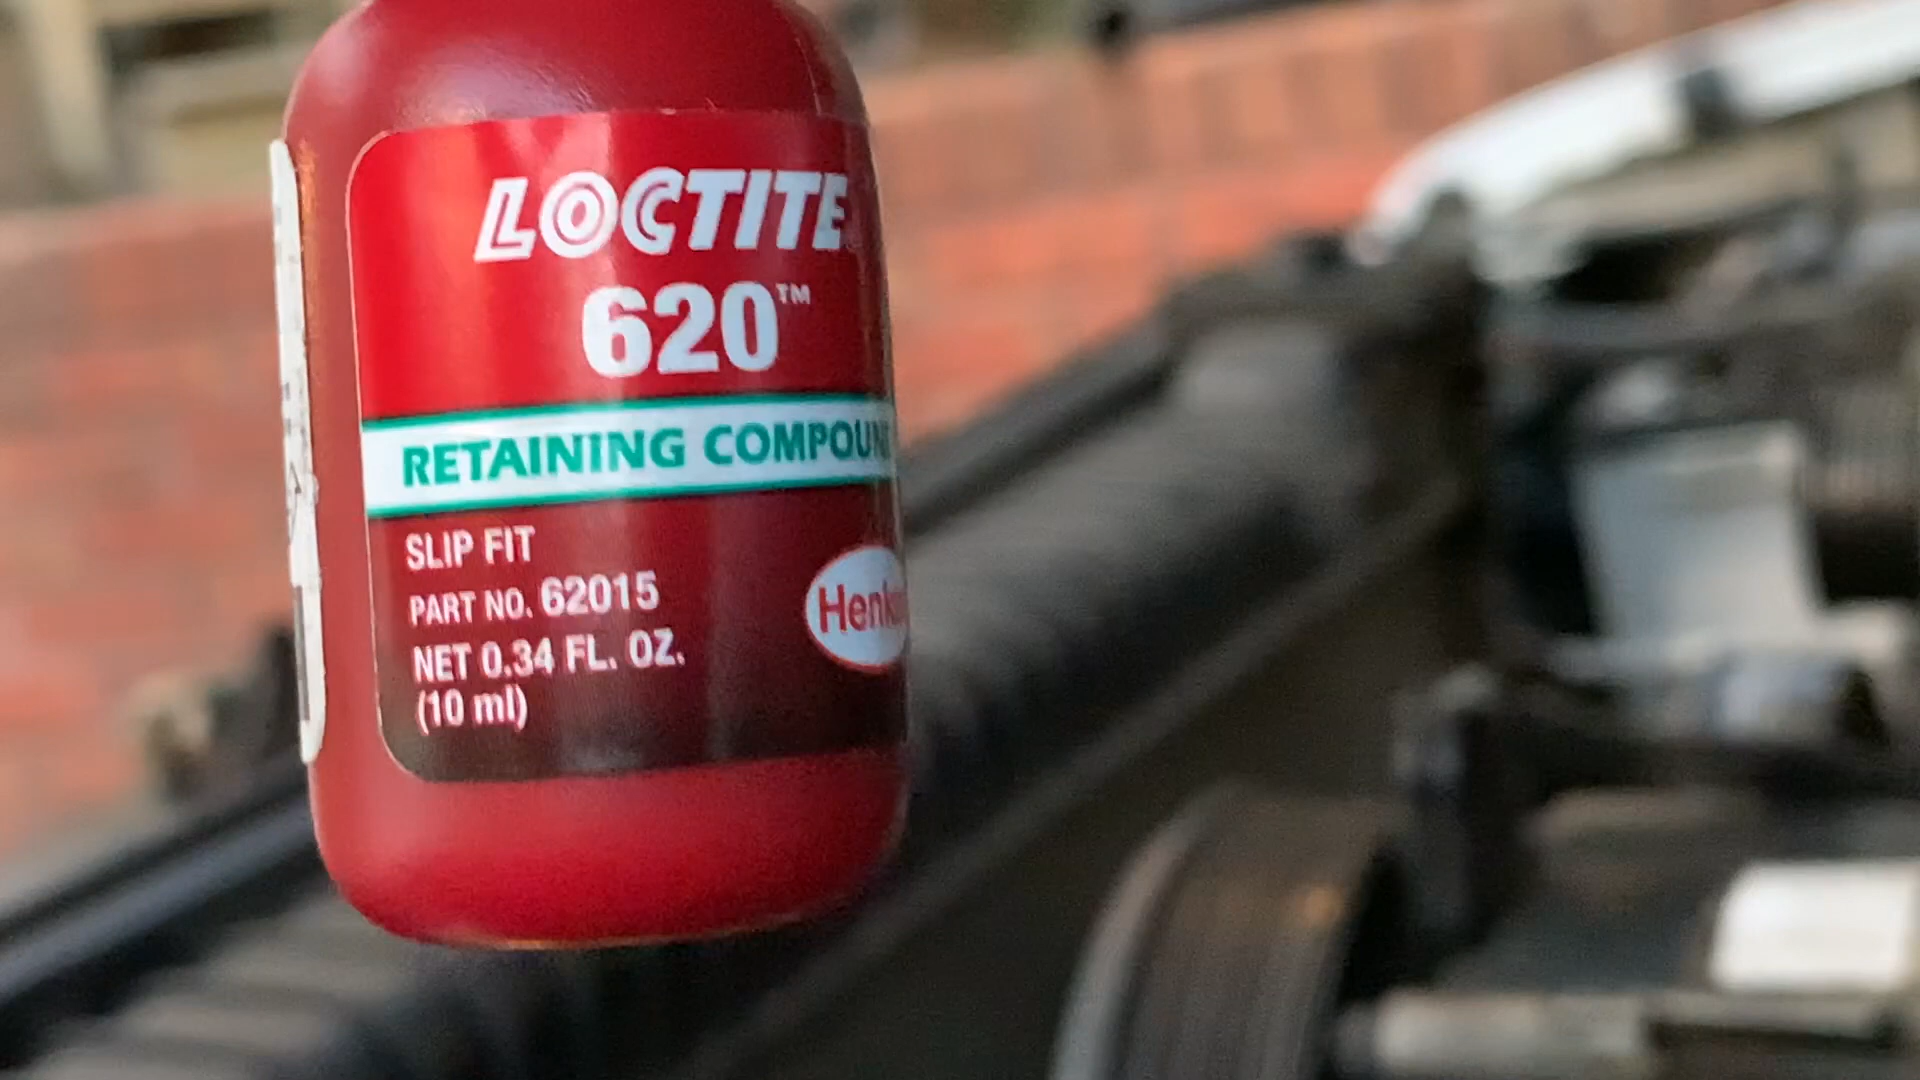 LOCTITE
620™
RETAINING COMPOUN
SLIP FIT
PART NO. 62015
NET 0.34 FL. OZ.
(10 ml)
Henk